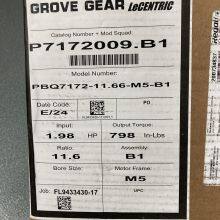 GROVE GEAR LoCENTRIC
Catalog Number + Mod Squad:
P7172009.B1
Model Number:
PBQ7172-11.66-M5-B1
Date Code: PO
E/24
Input: Output Torque:
1.98 HP 798 In-Lbs
Ratio: Assembly:
11.6 B1
Bore Size: Motor Frame:
M5
Job: FL9433430-17 UPC